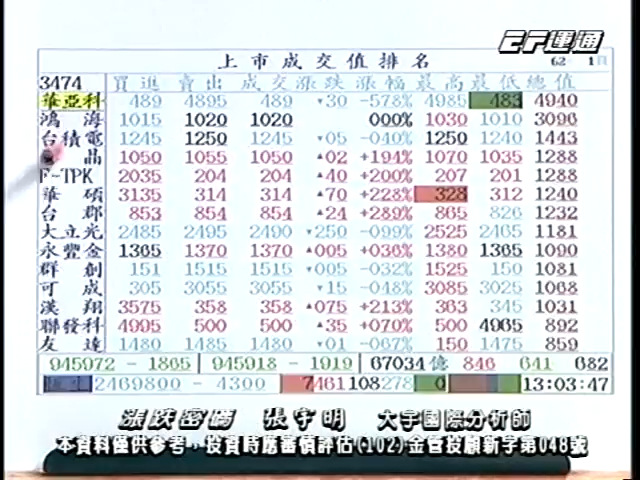 EF運通
上市成交值排名 62 1頁
3474 買進 賣出 成交 漲跌 漲幅 最高 最低 總值
華亞科 489 4895 489 ▼30 -578% 4985 483 4940
鴻海 1015 1020 1020 000% 1030 1010 3096
台積電 1245 1250 1245 ▼05 -040% 1250 1240 1443
晶 1050 1055 1050 ▲02 +194% 1070 1035 1288
F-TPK 2035 204 204 ▲40 +200% 207 201 1288
華碩 3135 314 314 ▲70 +228% 328 312 1240
台郡 853 854 854 ▲24 +289% 865 826 1232
大立光 2485 2495 2490 ▼250 -099% 2525 2465 1181
永豐金 1365 1370 1370 ▲005 +036% 1380 1365 1090
群創 151 1515 1515 ▼005 -032% 1525 150 1081
可成 305 3055 3055 ▼15 -048% 3085 3025 1068
漢翔 3575 358 358 ▲075 +213% 363 345 1031
聯發科 4995 500 500 ▲35 +070% 500 4965 892
友達 1480 1485 1480 ▼01 -067% 150 1475 859
945972 - 1865 945918 - 1919 67034億 846 641 682
2469800 - 4300 7461 108 278 0 13:03:47
漲跌密碼 張宇明 大宇國際分析師
本資料僅供參考，投資時應審慎評估(102)金管投顧新字第048號